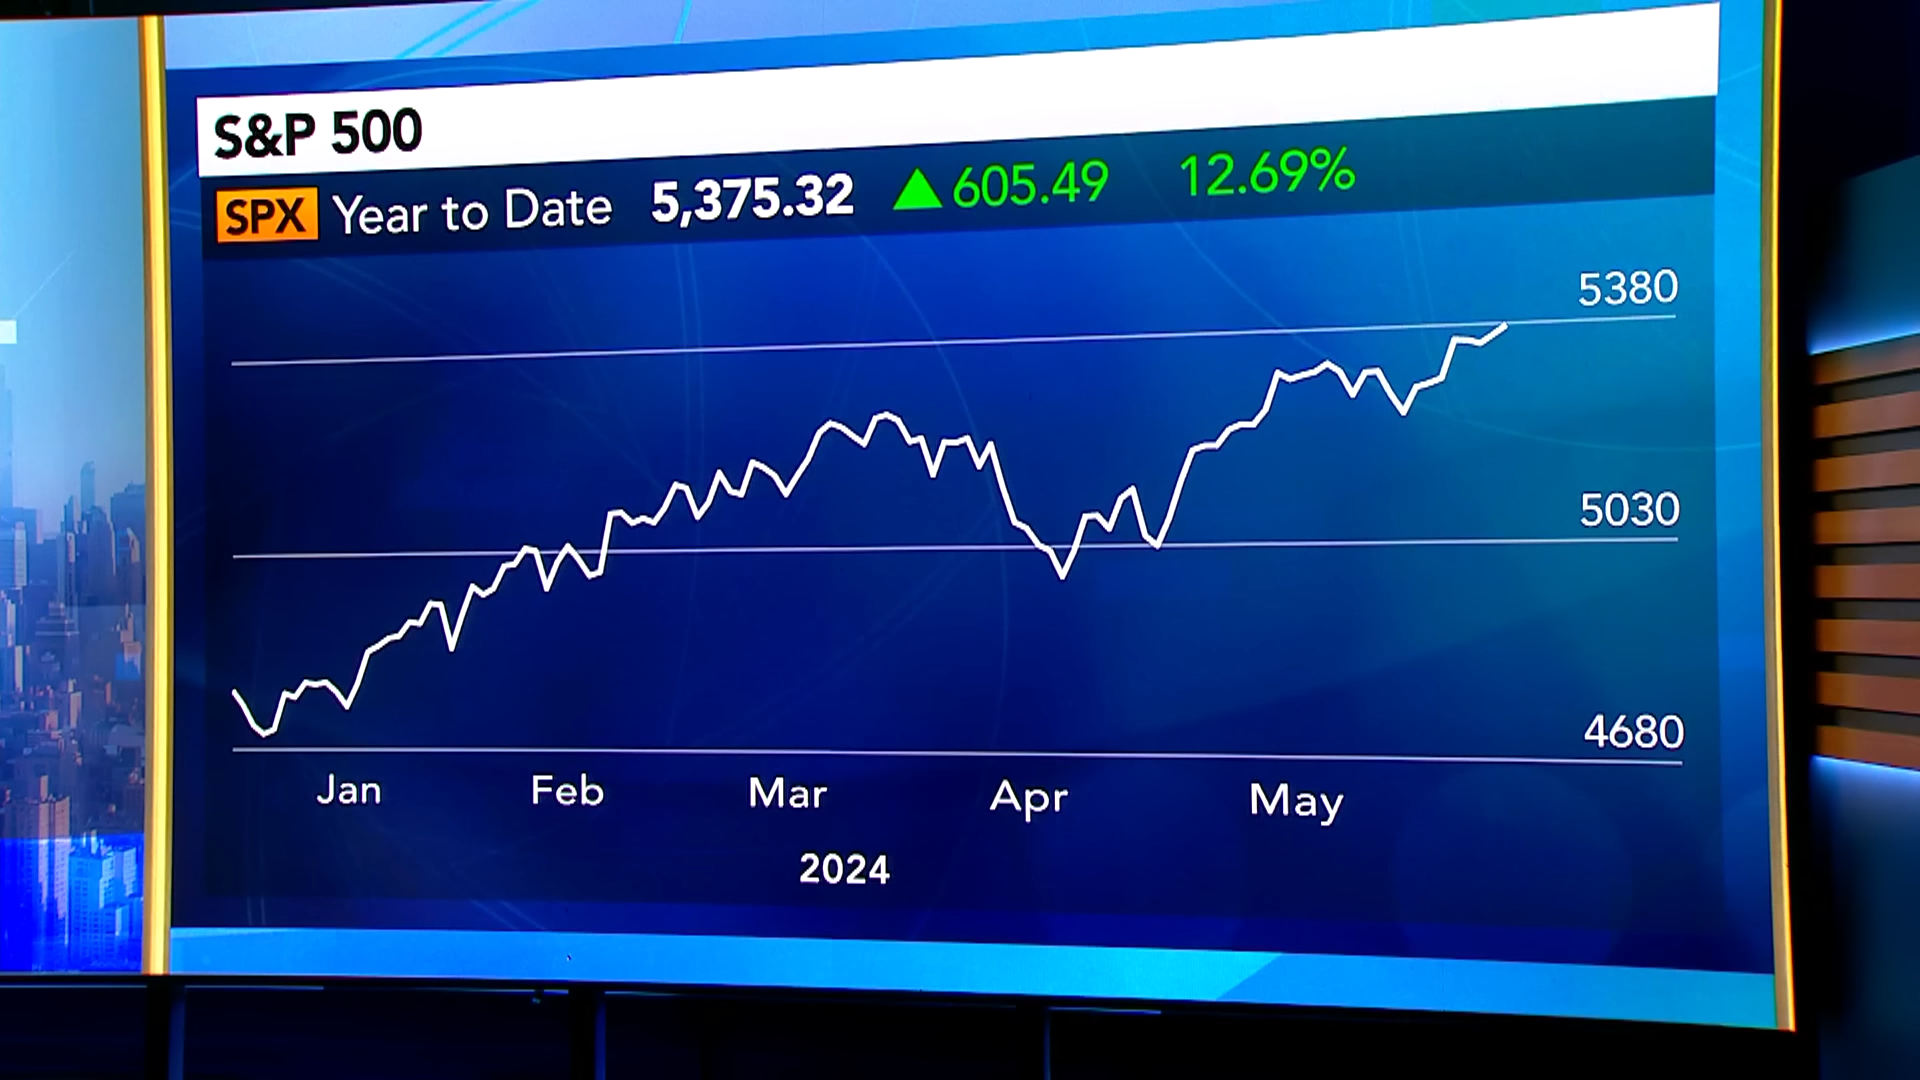 S&P 500
SPX Year to Date 5,375.32 ▲605.49 12.69%
5380
5030
4680
Jan Feb Mar Apr May
2024